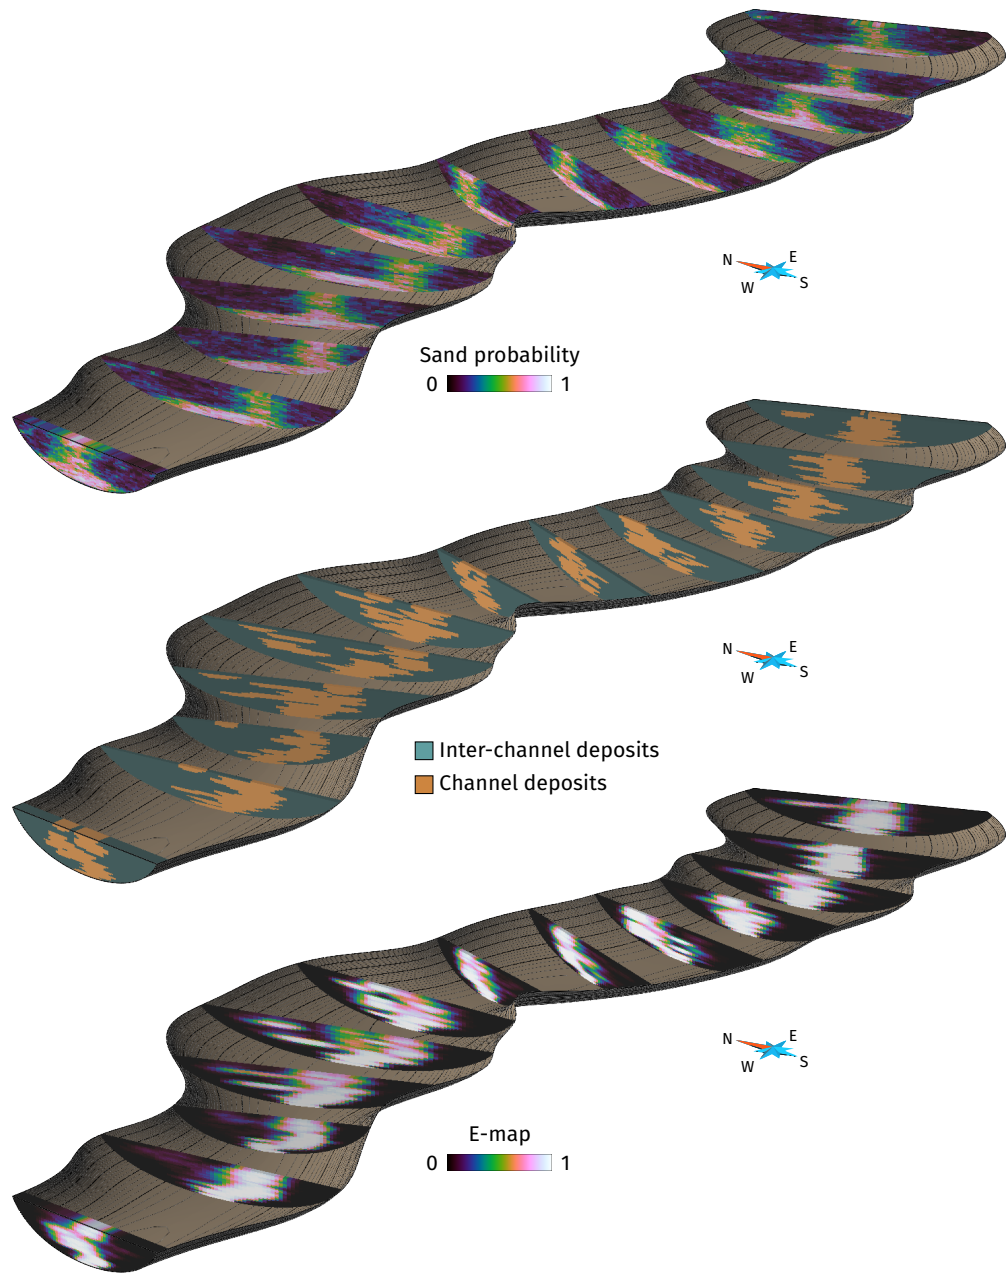 N E
W S
Sand probability
0 1
N E
W S
Inter-channel deposits
Channel deposits
N E
W S
E-map
0 1